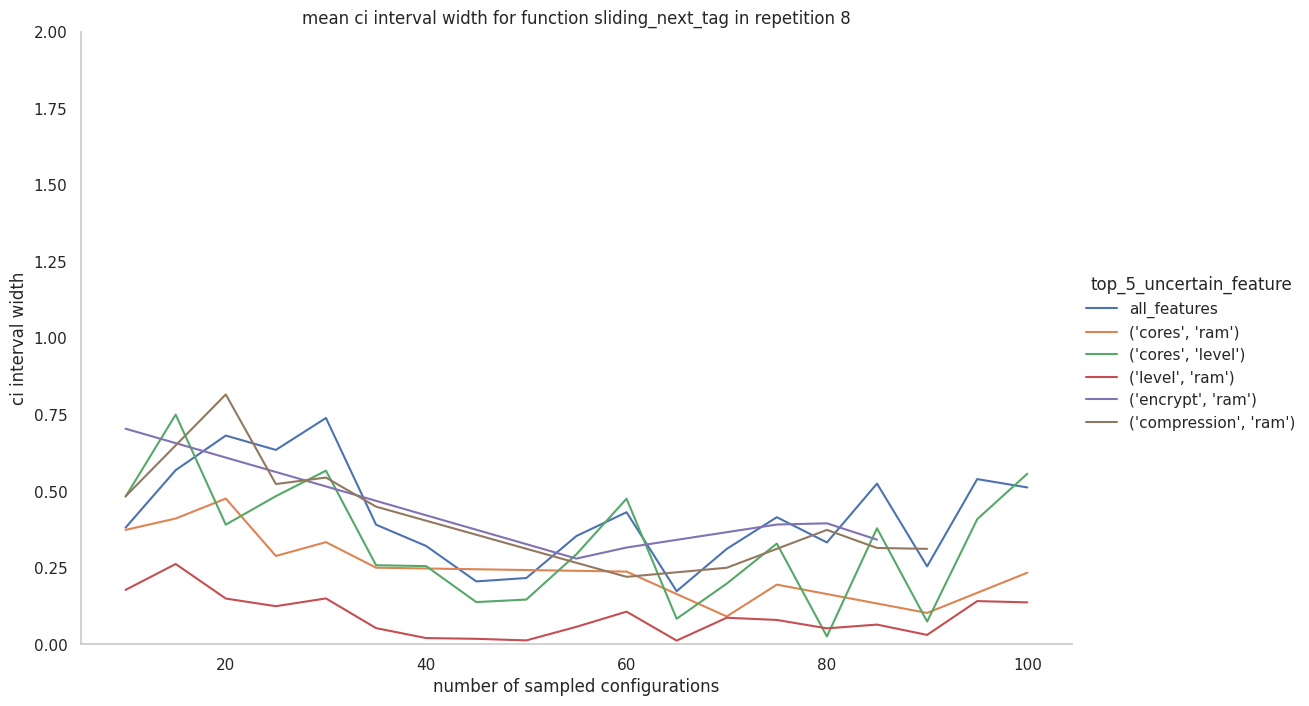 mean ci interval width for function sliding_next_tag in repetition 8
2.00
1.75
1.50
1.25
1.00
0.75
0.50
0.25
0.00
ci interval width
20 40 60 80 100
number of sampled configurations
top_5_uncertain_feature
all_features
('cores', 'ram')
('cores', 'level')
('level', 'ram')
('encrypt', 'ram')
('compression', 'ram')